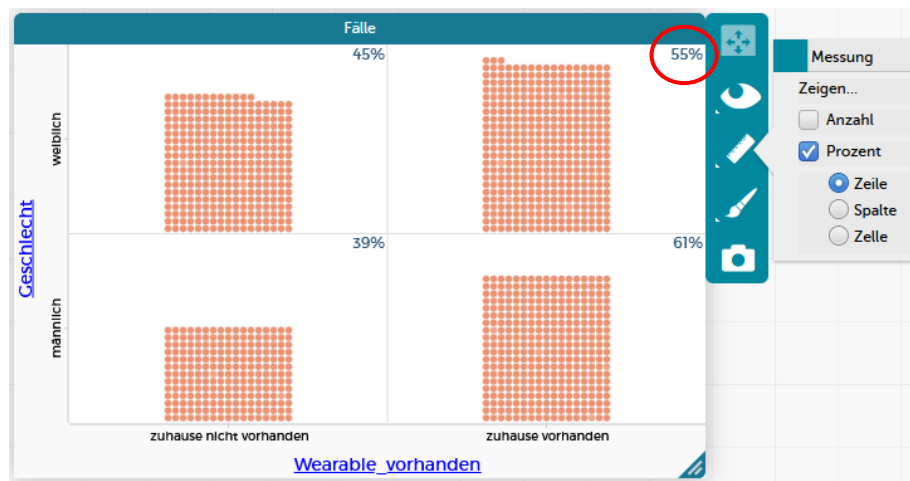 Fälle
45%
55%
weiblich
39%
61%
männlich
Geschlecht
zuhause nicht vorhanden
zuhause vorhanden
Wearable_vorhanden
Messung
Zeigen...
Anzahl
Prozent
Zeile
Spalte
Zelle